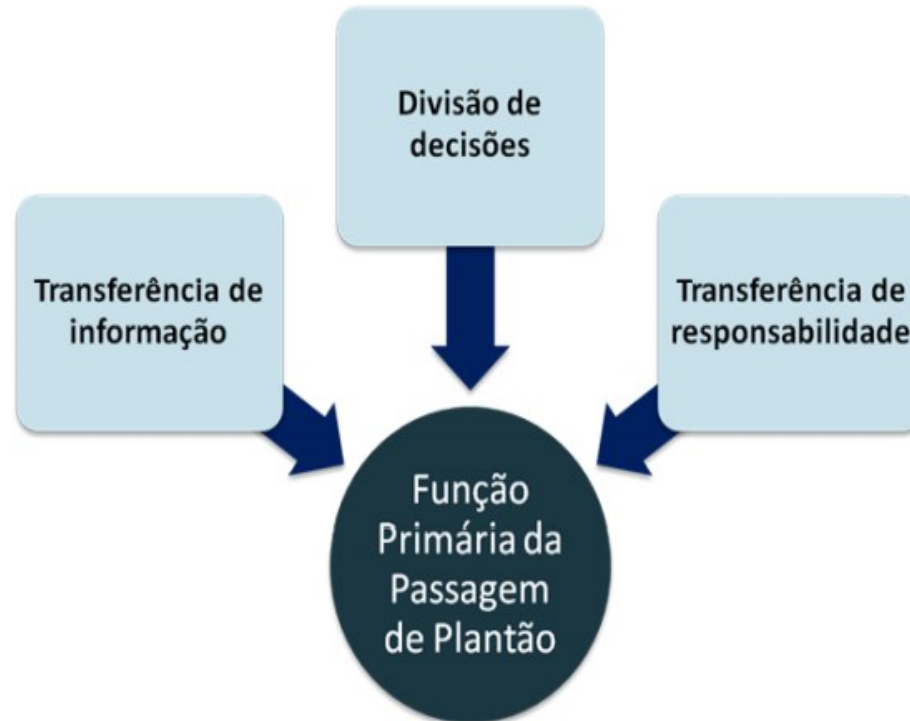 Divisão de
decisões
Transferência de
informação
Transferência de
responsabilidade
Função
Primária da
Passagem
de Plantão